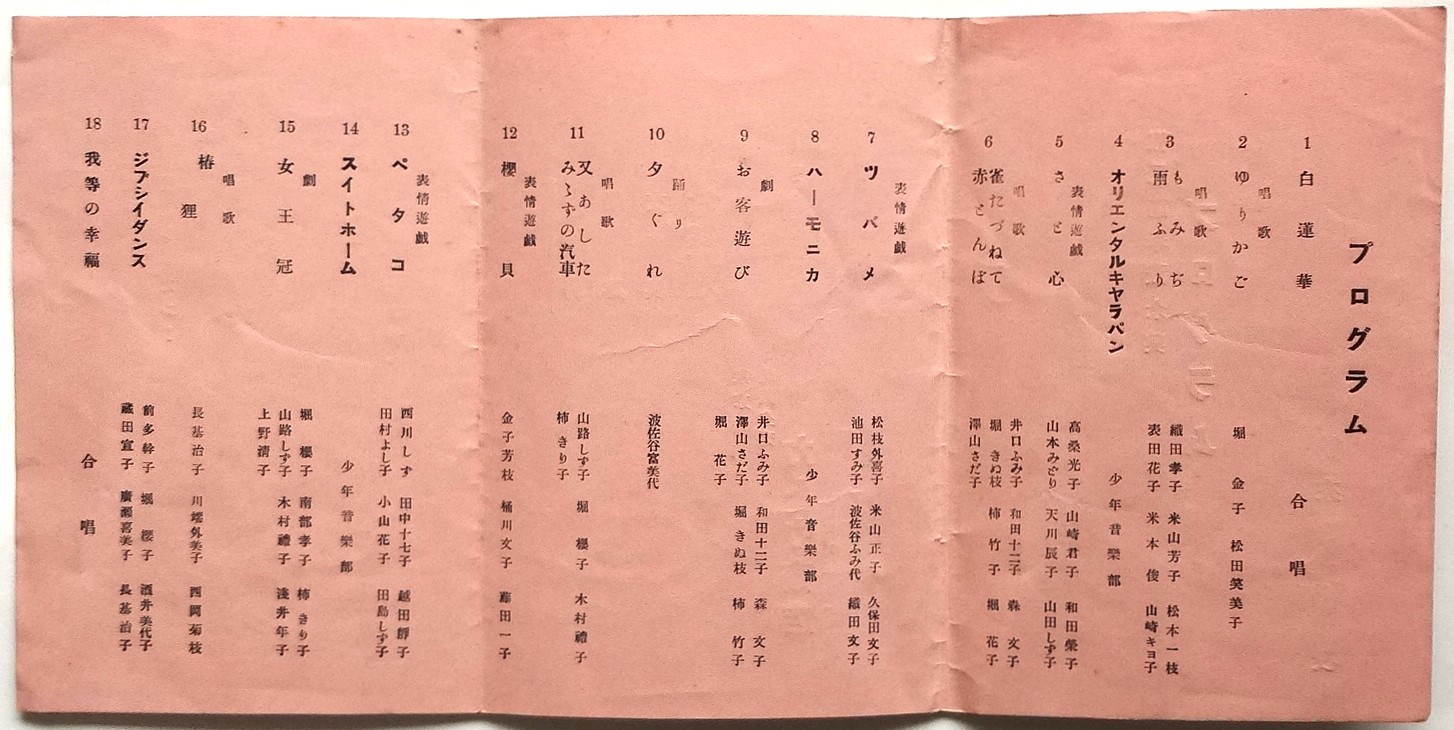 プログラム
1 白蓮華 合唱
2 唱歌 ゆりかご 堀金子 松田笑美子
3 唱歌 もみぢ 織田孝子 米山芳子 松本一枝
雨ふり 表田花子 米本俊 山崎キヨ子
4 オリエンタルキヤラバン 少年音樂部
5 表情遊戯 さと心 高桑光子 山崎君子 和田榮子
山本みどり 天川辰子 山田しず子
6 唱歌 雀たづねて 井口ふみ子 和田十二子 森文子
赤とんぼ 堀きぬ枝 柿竹子 堀花子
澤山さだ子
7 表情遊戯 ツバメ 松枝外喜子 米山正子 久保田文子
池田すみ子 波佐谷ふみ代 織田文子
8 ハーモニカ 少年音樂部
9 劇 お客遊び 井口ふみ子 和田十二子 森文子
澤山さだ子 堀きぬ枝 柿竹子
堀花子
10 踊り 夕ぐれ 波佐谷富美代
11 唱歌 又あした 山路しず子 堀櫻子 木村禮子
みゝずの汽車 柿きり子
12 表情遊戯 櫻貝 金子芳枝 桶川文子 藤田一子
13 表情遊戯 ペタコ 西川しず 田中十七子 越田靜子
田村よし子 小山花子 田島しず子
14 スイトホーム 少年音樂部
15 劇 女王冠 堀櫻子 南部孝子 柿きり子
山路しず子 木村禮子 淺井年子
上野清子
16 唱歌 椿 長基治子 川端外美子 西岡菊枝
狸
17 ジプシイダンス 前多幹子 堀櫻子 酒井美代子
蔵田宣子 廣瀬喜美子 長基治子
18 我等の幸福 合唱